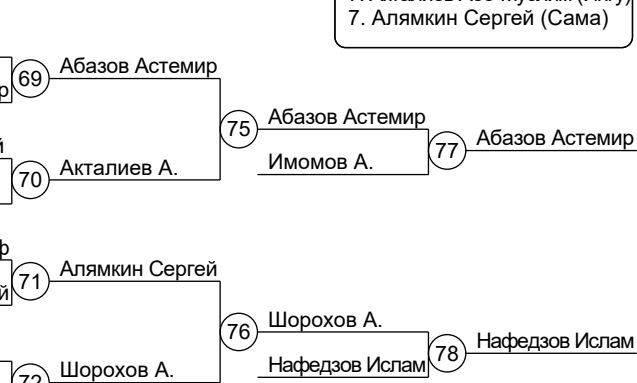 7. Алямкин Сергей (Сама)
69 Абазов Астемир
р
75 Абазов Астемир
77 Абазов Астемир
й
Имомов А.
70 Акталиев А.
ф
71 Алямкин Сергей
й
76 Шорохов А.
78 Нафедзов Ислам
Нафедзов Ислам
72 Шорохов А.